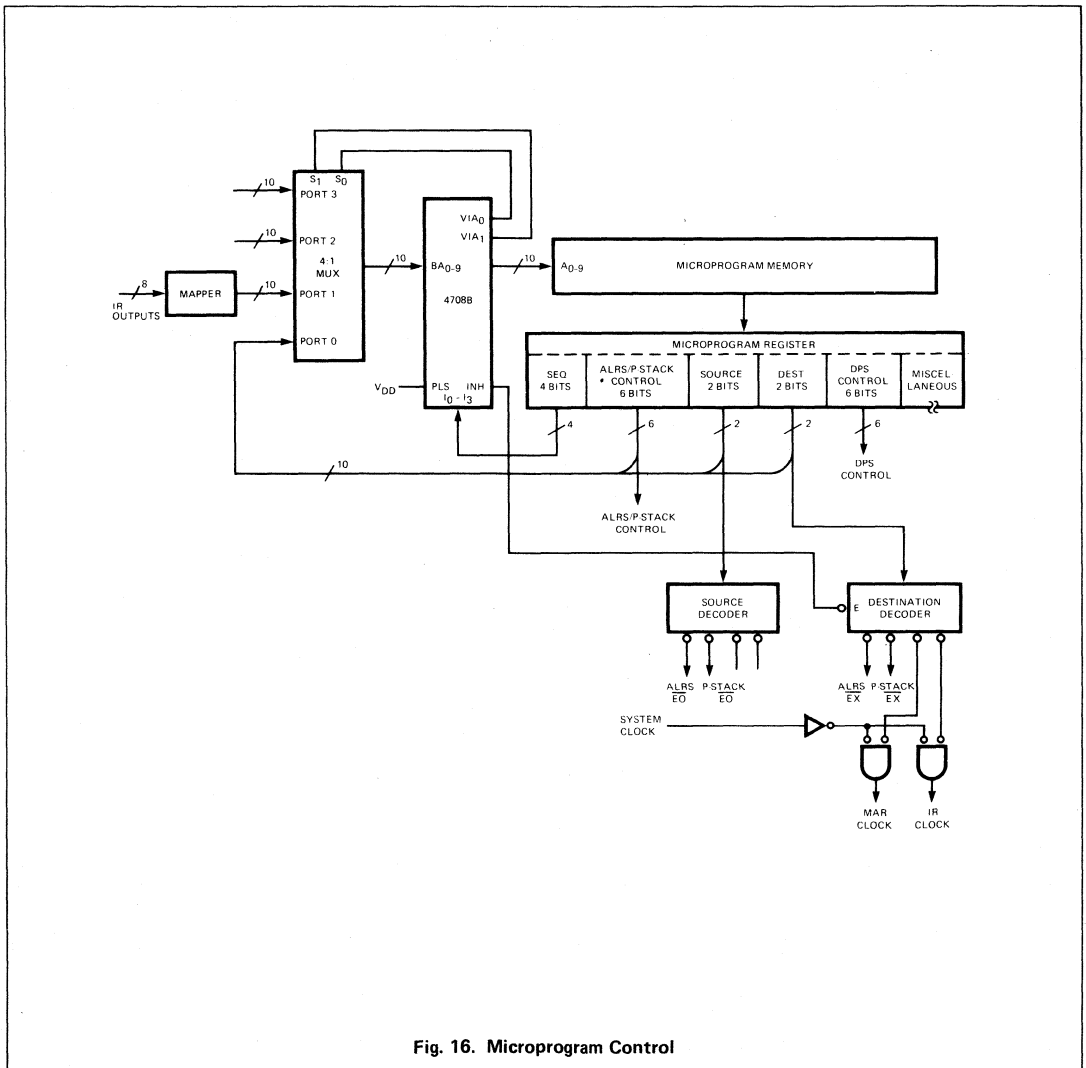 S1 S0
10
PORT 3
10
PORT 2
4:1
MUX
8
IR
OUTPUTS
MAPPER
10
PORT 1
PORT 0
10
VIA0
VIA1
BA0-9
4708B
VDD
PLS INH
I0 - I3
10
A0-9
MICROPROGRAM MEMORY
MICROPROGRAM REGISTER
SEQ
4 BITS
ALRS/P-STACK
* CONTROL
6 BITS
SOURCE
2 BITS
DEST
2 BITS
DPS
CONTROL
6 BITS
MISCEL
LANEOUS
4
6
2
2
6
10
DPS
CONTROL
ALRS/P-STACK
CONTROL
SOURCE
DECODER
E
DESTINATION
DECODER
ALRS
EO
P-STACK
EO
ALRS
EX
P-STACK
EX
SYSTEM
CLOCK
MAR
CLOCK
IR
CLOCK
Fig. 16. Microprogram Control